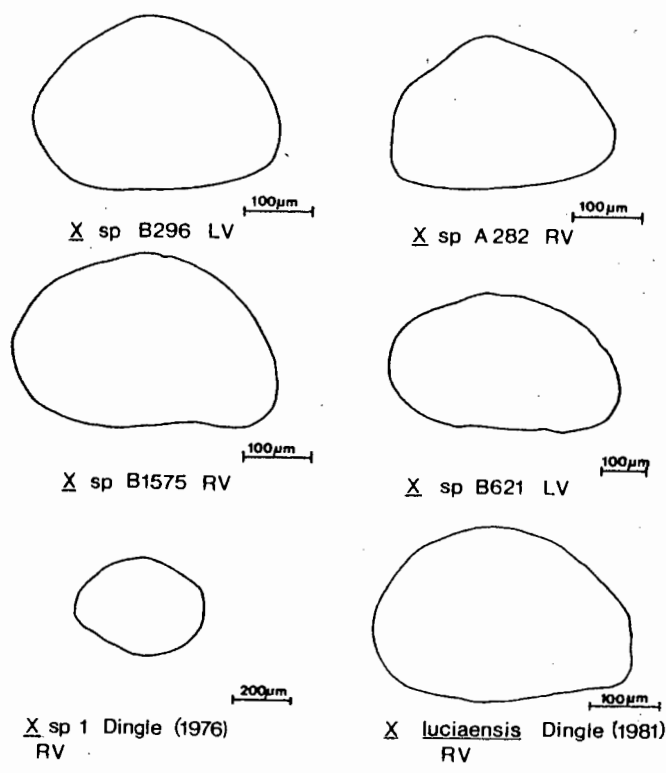 100µm
X sp B296 LV
100µm
X sp A282 RV
100µm
X sp B1575 RV
100µm
X sp B621 LV
200µm
X sp 1 Dingle (1976)
RV
100µm
X luciaensis Dingle (1981)
RV